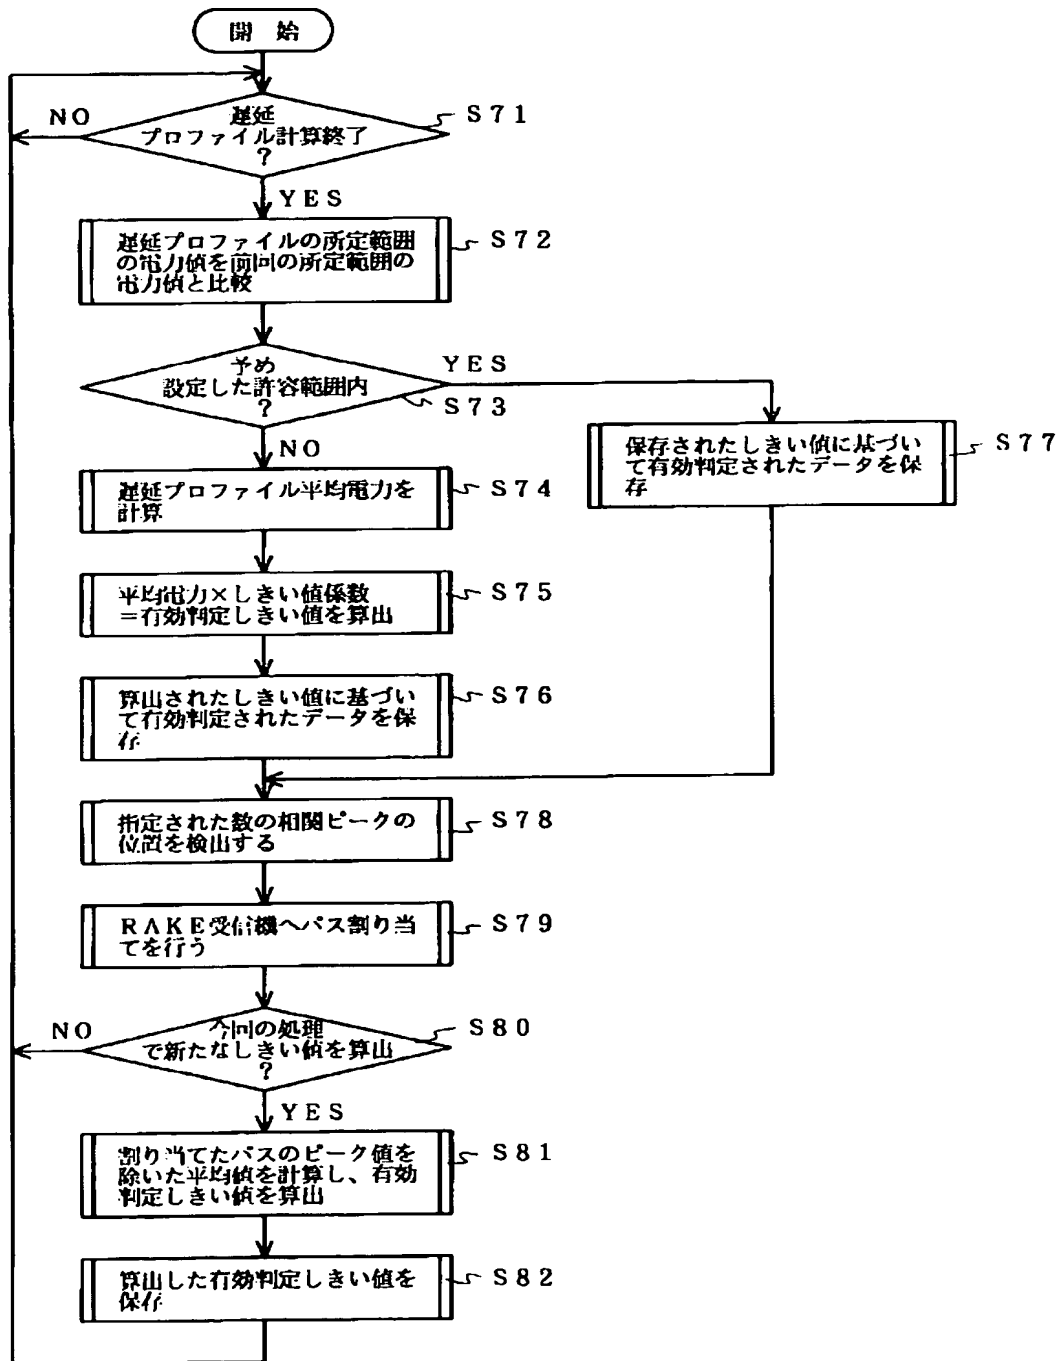 開 始
NO
遅延
プロファイル計算終了
?
S71
YES
遅延プロファイルの所定範囲
の電力値を前回の所定範囲の
電力値と比較
S72
予め
設定した許容範囲内
?
YES
S73
NO
保存されたしきい値に基づい
て有効判定されたデータを保
存
S77
遅延プロファイル平均電力を
計算
S74
平均電力×しきい値係数
=有効判定しきい値を算出
S75
算出されたしきい値に基づい
て有効判定されたデータを保
存
S76
指定された数の相関ピークの
位置を検出する
S78
RAKE受信機へパス割り当
てを行う
S79
NO
今回の処理
で新たなしきい値を算出
?
S80
YES
割り当てたパスのピーク値を
除いた平均値を計算し、有効
判定しきい値を算出
S81
算出した有効判定しきい値を
保存
S82